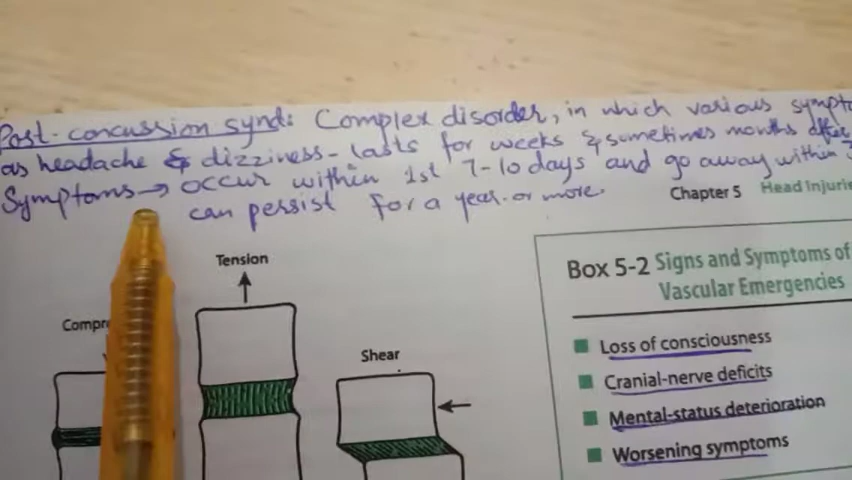 Post-concussion synd: Complex disorder, in which various sympto
as headache & dizziness - lasts for weeks & sometimes months after
Symptoms → occur within 1st 7-10 days and go away within 3
can persist for a year or more.
Chapter 5 Head Injurie
Tension
Compre
Shear
Box 5-2 Signs and Symptoms of
Vascular Emergencies
Loss of consciousness
Cranial-nerve deficits
Mental-status deterioration
Worsening symptoms